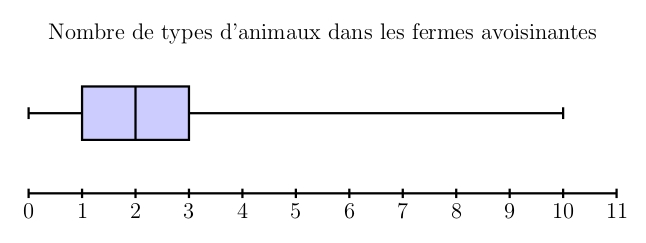 Nombre de types d'animaux dans les fermes avoisinantes
0 1 2 3 4 5 6 7 8 9 10 11